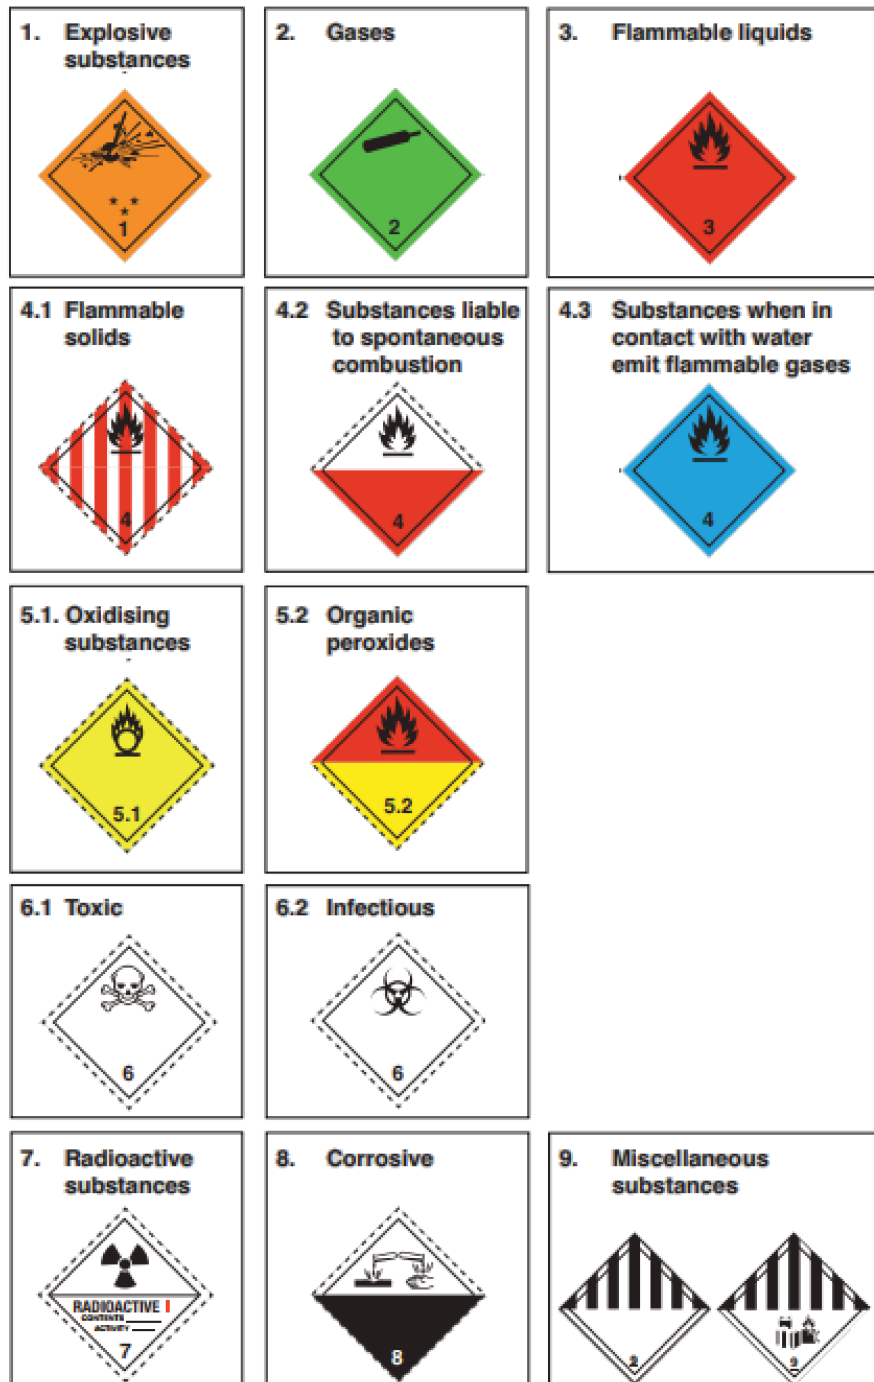 1. Explosive
substances
1
2. Gases
2
3. Flammable liquids
3
4.1 Flammable
solids
4
4.2 Substances liable
to spontaneous
combustion
4
4.3 Substances when in
contact with water
emit flammable gases
4
5.1. Oxidising
substances
5.1
5.2 Organic
peroxides
5.2
6.1 Toxic
6
6.2 Infectious
6
7. Radioactive
substances
RADIOACTIVE I
CONTENTS
ACTIVITY
7
8. Corrosive
8
9. Miscellaneous
substances
9